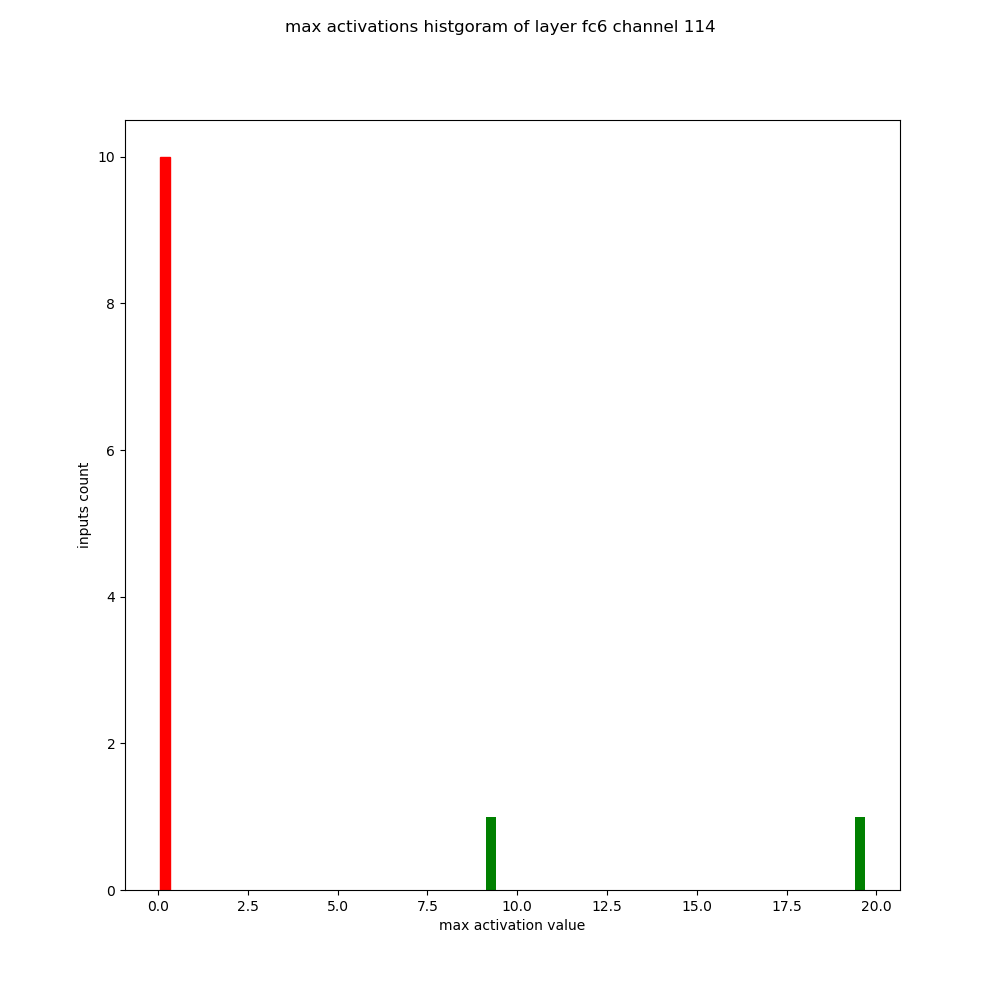 max activations histgoram of layer fc6 channel 114
10
8
6
4
2
0
inputs count
0.0 2.5 5.0 7.5 10.0 12.5 15.0 17.5 20.0
max activation value